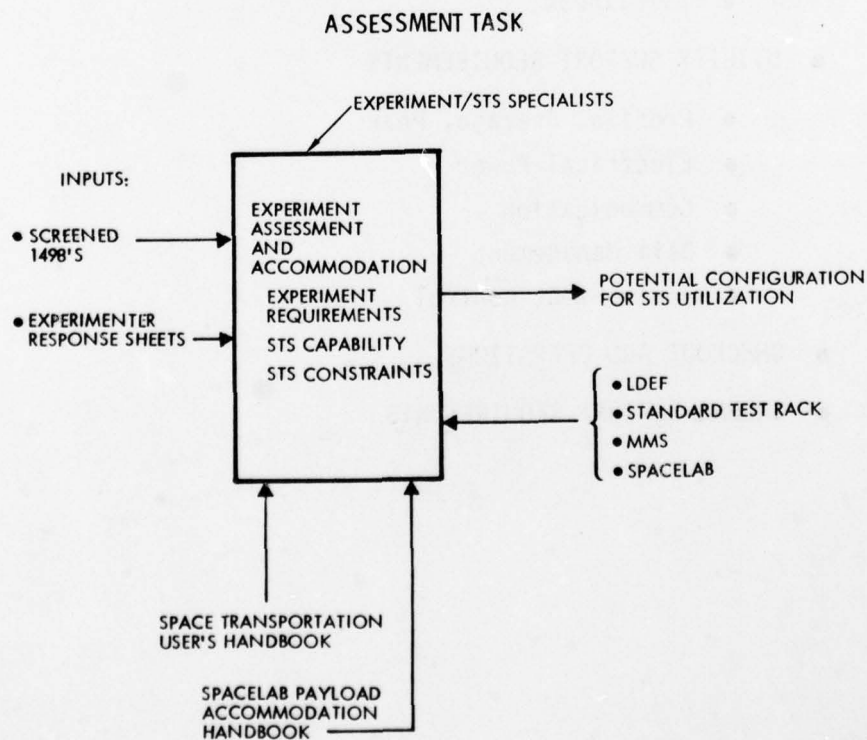 ASSESSMENT TASK
EXPERIMENT/STS SPECIALISTS
INPUTS:
• SCREENED
1498'S
• EXPERIMENTER
RESPONSE SHEETS
EXPERIMENT
ASSESSMENT
AND
ACCOMMODATION
EXPERIMENT
REQUIREMENTS
STS CAPABILITY
STS CONSTRAINTS
POTENTIAL CONFIGURATION
FOR STS UTILIZATION
• LDEF
• STANDARD TEST RACK
• MMS
• SPACELAB
SPACE TRANSPORTATION
USER'S HANDBOOK
SPACELAB PAYLOAD
ACCOMMODATION
HANDBOOK